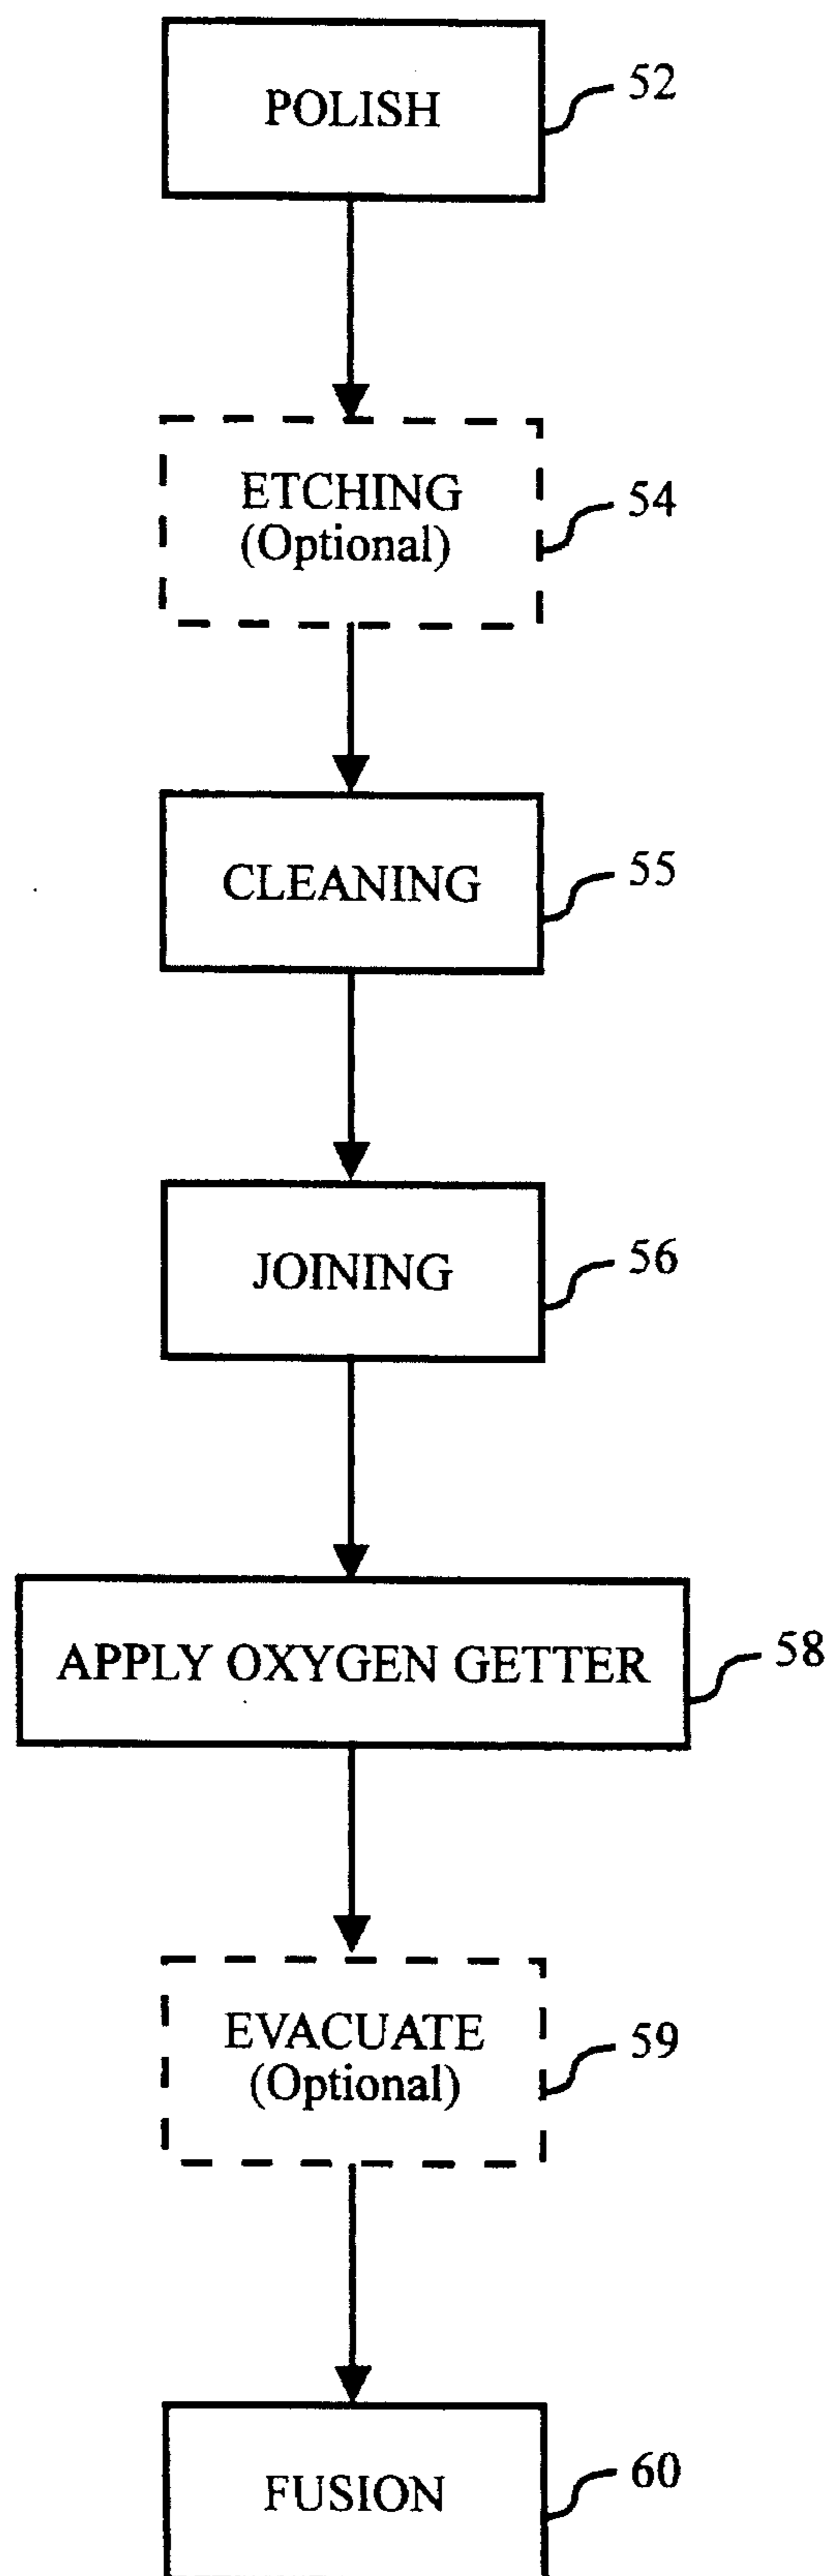 POLISH
52
ETCHING
(Optional)
54
CLEANING
55
JOINING
56
APPLY OXYGEN GETTER
58
EVACUATE
(Optional)
59
FUSION
60